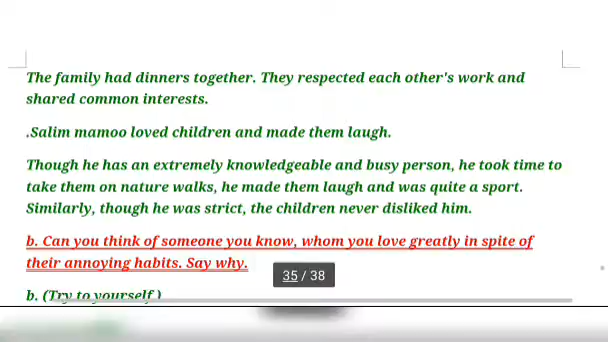 The family had dinners together. They respected each other's work and
shared common interests.
.Salim mamoo loved children and made them laugh.
Though he has an extremely knowledgeable and busy person, he took time to
take them on nature walks, he made them laugh and was quite a sport.
Similarly, though he was strict, the children never disliked him.
b. Can you think of someone you know, whom you love greatly in spite of
their annoying habits. Say why.
35 / 38
b. (Try to yourself )